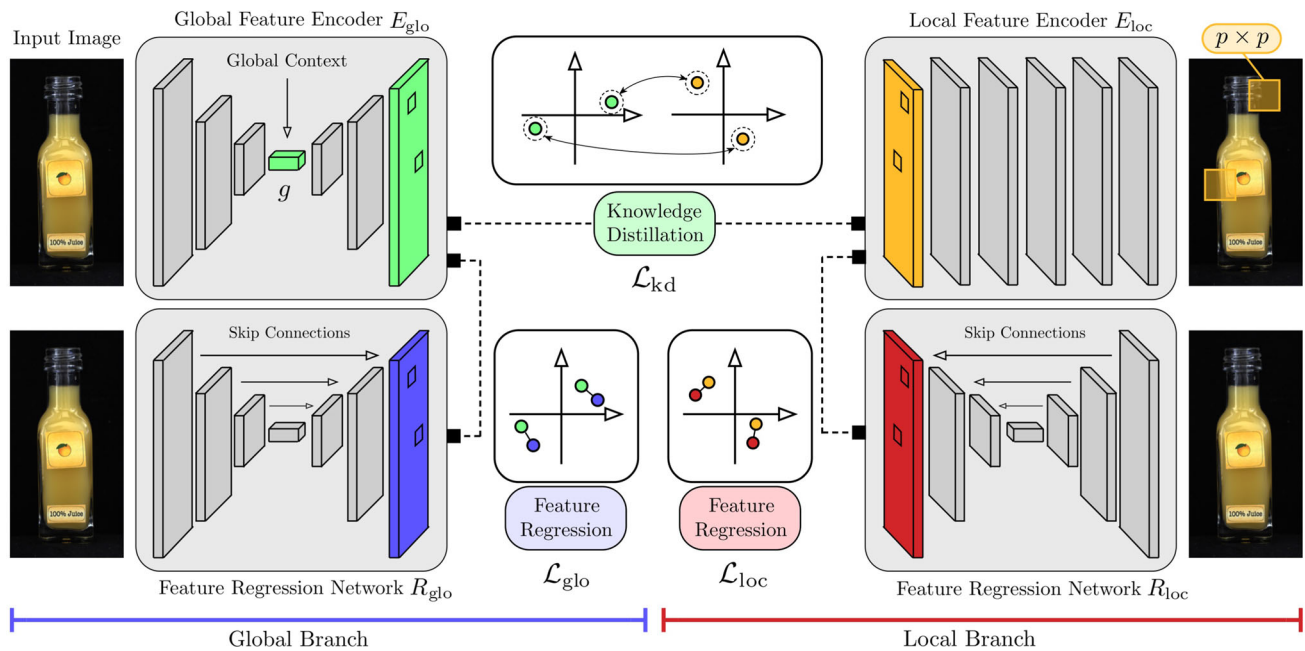 Global Feature Encoder E_glo
Local Feature Encoder E_loc
Input Image
p × p
Global Context
g
100% Juice
100% Juice
Knowledge
Distillation
L_kd
Skip Connections
Skip Connections
100% Juice
100% Juice
Feature
Regression
Feature
Regression
L_glo
L_loc
Feature Regression Network R_glo
Feature Regression Network R_loc
Global Branch
Local Branch